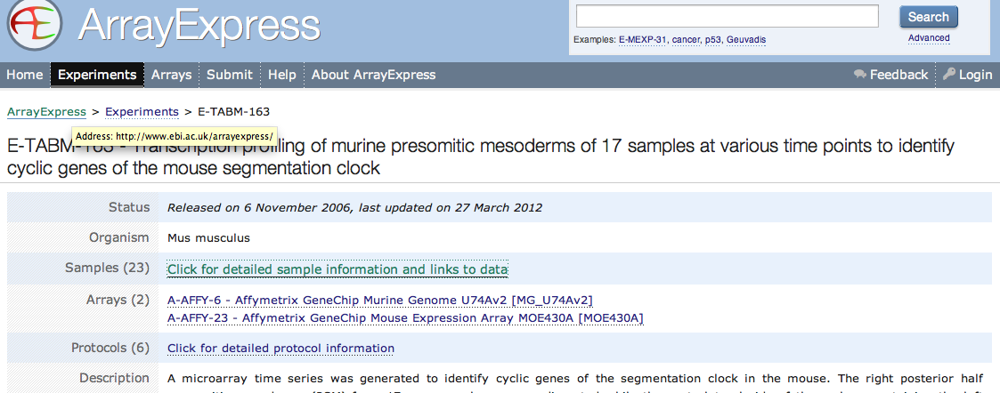 ArrayExpress
Search
Examples: E-MEXP-31, cancer, p53, Geuvadis
Advanced
Home Experiments Arrays Submit Help About ArrayExpress Feedback Login
ArrayExpress > Experiments > E-TABM-163
Address: http://www.ebi.ac.uk/arrayexpress/
E-TABM-163 - Transcription profiling of murine presomitic mesoderms of 17 samples at various time points to identify
cyclic genes of the mouse segmentation clock
Status Released on 6 November 2006, last updated on 27 March 2012
Organism Mus musculus
Samples (23) Click for detailed sample information and links to data
Arrays (2) A-AFFY-6 - Affymetrix GeneChip Murine Genome U74Av2 [MG_U74Av2]
A-AFFY-23 - Affymetrix GeneChip Mouse Expression Array MOE430A [MOE430A]
Protocols (6) Click for detailed protocol information
Description A microarray time series was generated to identify cyclic genes of the segmentation clock in the mouse. The right posterior half